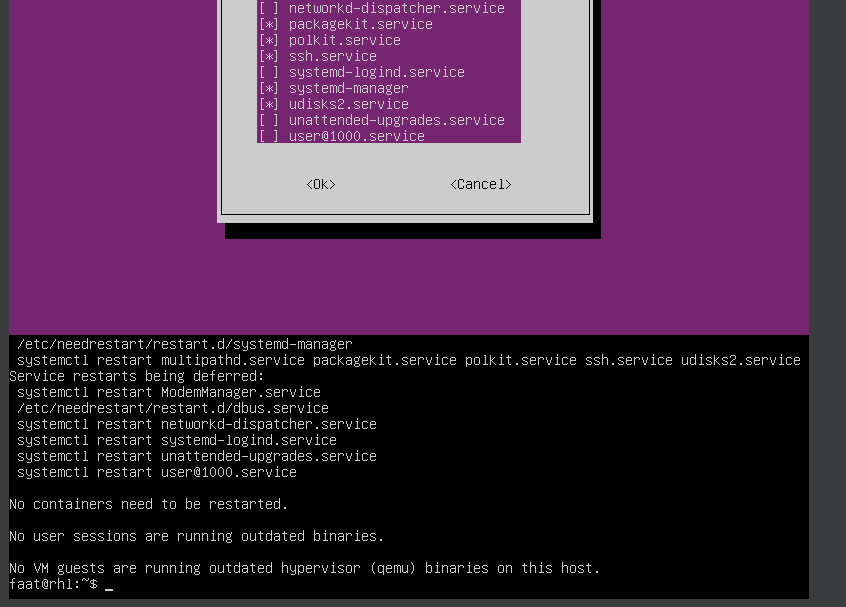 [ ] networkd-dispatcher.service
[*] packagekit.service
[*] polkit.service
[*] ssh.service
[ ] systemd-logind.service
[*] systemd-manager
[*] udisks2.service
[ ] unattended-upgrades.service
[ ] user@1000.service
<Ok> <Cancel>
/etc/needrestart/restart.d/systemd-manager
systemctl restart multipathd.service packagekit.service polkit.service ssh.service udisks2.service
Service restarts being deferred:
systemctl restart ModemManager.service
/etc/needrestart/restart.d/dbus.service
systemctl restart networkd-dispatcher.service
systemctl restart systemd-logind.service
systemctl restart unattended-upgrades.service
systemctl restart user@1000.service
No containers need to be restarted.
No user sessions are running outdated binaries.
No VM guests are running outdated hypervisor (qemu) binaries on this host.
faat@rhl:~$ _